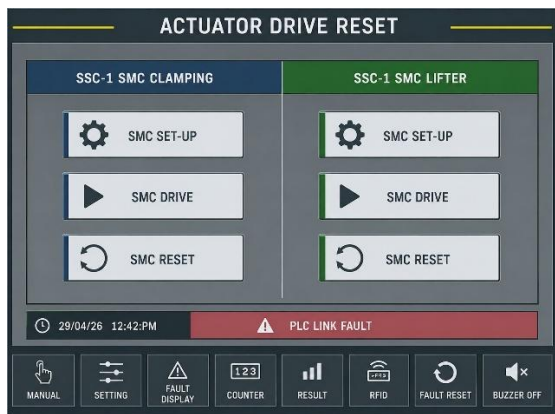 ACTUATOR DRIVE RESET
SSC-1 SMC CLAMPING
SSC-1 SMC LIFTER
SMC SET-UP
SMC SET-UP
SMC DRIVE
SMC DRIVE
SMC RESET
SMC RESET
29/04/26 12:42:PM
PLC LINK FAULT
123
MANUAL
SETTING
FAULT
DISPLAY
COUNTER
RESULT
RFID
FAULT RESET
BUZZER OFF